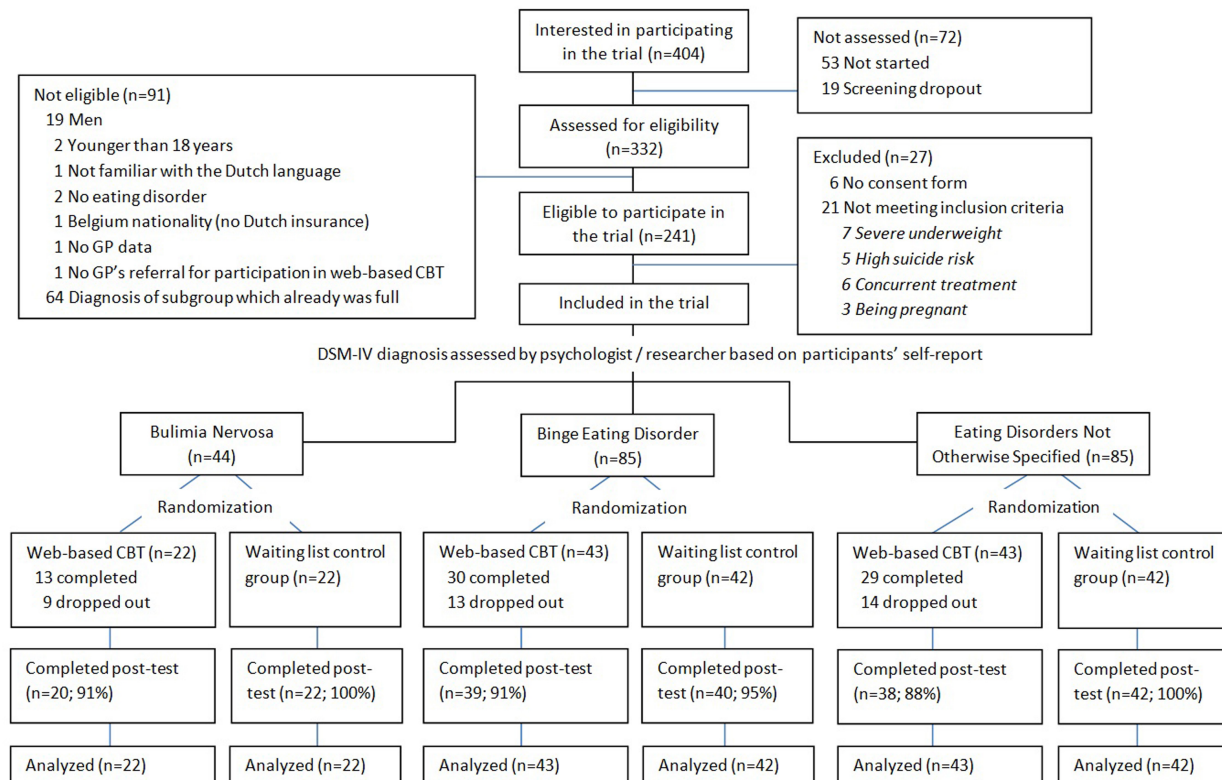 Interested in participating
in the trial (n=404)
Not assessed (n=72)
53 Not started
19 Screening dropout
Not eligible (n=91)
19 Men
2 Younger than 18 years
1 Not familiar with the Dutch language
2 No eating disorder
1 Belgium nationality (no Dutch insurance)
1 No GP data
1 No GP's referral for participation in web-based CBT
64 Diagnosis of subgroup which already was full
Assessed for eligibility
(n=332)
Excluded (n=27)
6 No consent form
21 Not meeting inclusion criteria
7 Severe underweight
5 High suicide risk
6 Concurrent treatment
3 Being pregnant
Eligible to participate in
the trial (n=241)
Included in the trial
DSM-IV diagnosis assessed by psychologist / researcher based on participants' self-report
Bulimia Nervosa
(n=44)
Binge Eating Disorder
(n=85)
Eating Disorders Not
Otherwise Specified (n=85)
Randomization
Randomization
Randomization
Web-based CBT (n=22)
13 completed
9 dropped out
Waiting list control
group (n=22)
Web-based CBT (n=43)
30 completed
13 dropped out
Waiting list control
group (n=42)
Web-based CBT (n=43)
29 completed
14 dropped out
Waiting list control
group (n=42)
Completed post-test
(n=20; 91%)
Completed post-
test (n=22; 100%)
Completed post-test
(n=39; 91%)
Completed post-
test (n=40; 95%)
Completed post-test
(n=38; 88%)
Completed post-
test (n=42; 100%)
Analyzed (n=22)
Analyzed (n=22)
Analyzed (n=43)
Analyzed (n=42)
Analyzed (n=43)
Analyzed (n=42)